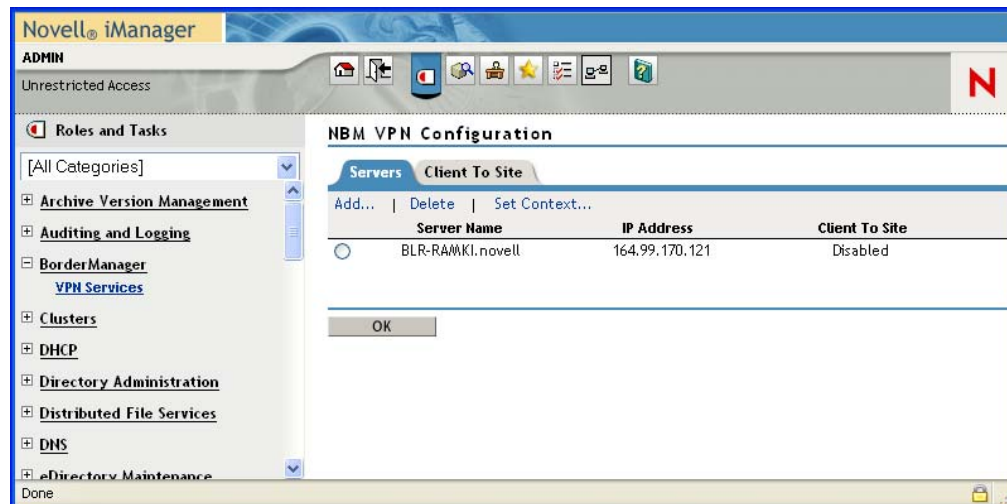 Novell® iManager
ADMIN
Unrestricted Access
N
Roles and Tasks
[All Categories]
Archive Version Management
Auditing and Logging
BorderManager
VPN Services
Clusters
DHCP
Directory Administration
Distributed File Services
DNS
eDirectory Maintenance
NBM VPN Configuration
Servers Client To Site
Add... | Delete | Set Context...
Server Name IP Address Client To Site
BLR-RAMKI.novell 164.99.170.121 Disabled
OK
Done